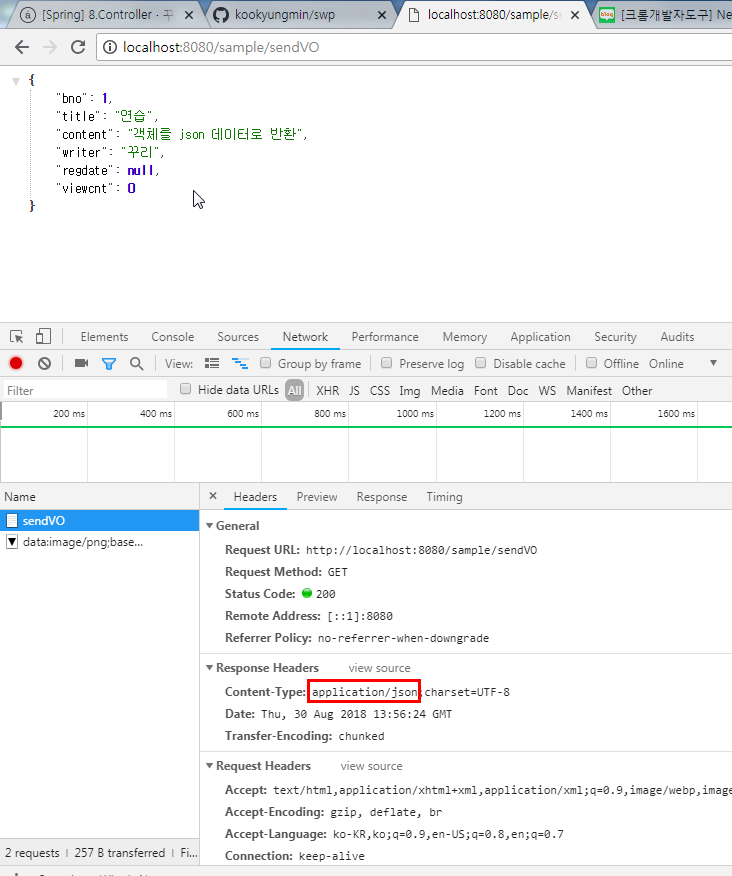 [Spring] 8.Controller · 꾸
kookyungmin/swp
localhost:8080/sample/se
[크롬개발자도구] Ne
localhost:8080/sample/sendVO
{
"bno": 1,
"title": "연습",
"content": "객체를 json 데이터로 반환",
"writer": "꾸리",
"regdate": null,
"viewcnt": 0
}
Elements Console Sources Network Performance Memory Application Security Audits
View: Group by frame Preserve log Disable cache Offline Online
Filter Hide data URLs All XHR JS CSS Img Media Font Doc WS Manifest Other
200 ms 400 ms 600 ms 800 ms 1000 ms 1200 ms 1400 ms 1600 ms
Name
sendVO
data:image/png;base...
× Headers Preview Response Timing
General
Request URL: http://localhost:8080/sample/sendVO
Request Method: GET
Status Code: 200
Remote Address: [::1]:8080
Referrer Policy: no-referrer-when-downgrade
Response Headers view source
Content-Type: application/json;charset=UTF-8
Date: Thu, 30 Aug 2018 13:56:24 GMT
Transfer-Encoding: chunked
Request Headers view source
Accept: text/html,application/xhtml+xml,application/xml;q=0.9,image/webp,image
Accept-Encoding: gzip, deflate, br
Accept-Language: ko-KR,ko;q=0.9,en-US;q=0.8,en;q=0.7
Connection: keep-alive
2 requests | 257 B transferred | Fi...